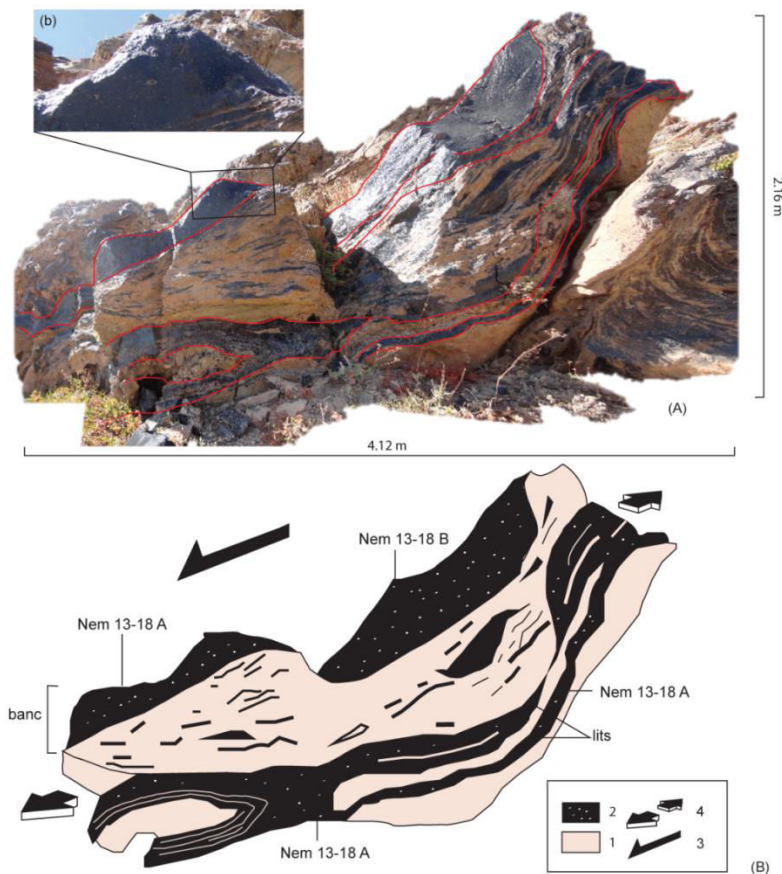 (b)
2.16 m
(A)
4.12 m
Nem 13-18 B
Nem 13-18 A
banc
Nem 13-18 A
lits
Nem 13-18 A
2 4
1 3
(B)